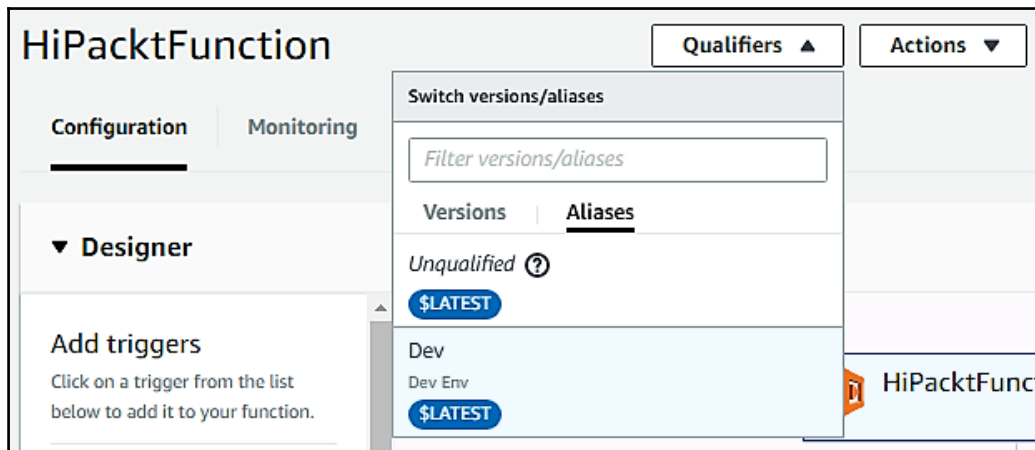 HiPacktFunction
Qualifiers
Actions
Switch versions/aliases
Configuration
Monitoring
Filter versions/aliases
Versions
Aliases
Designer
Unqualified
$LATEST
Add triggers
Click on a trigger from the list
below to add it to your function.
Dev
Dev Env
$LATEST
HiPacktFunc